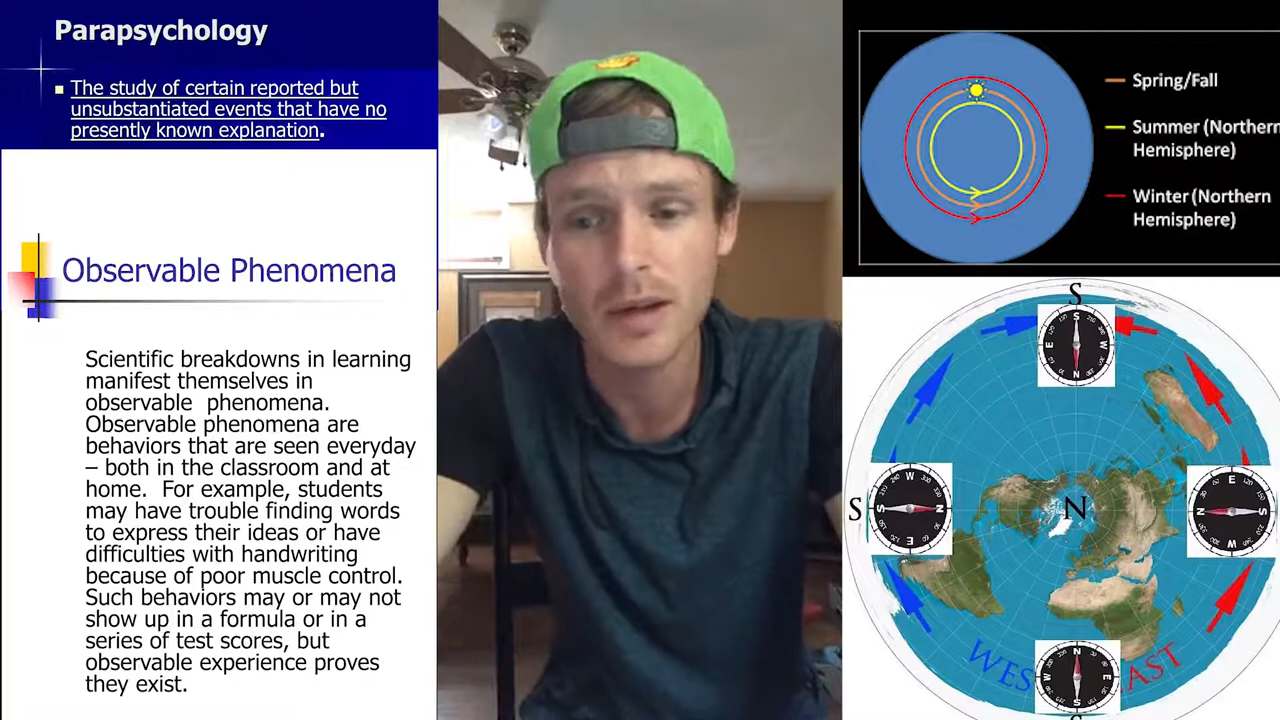 Parapsychology
The study of certain reported but
unsubstantiated events that have no
presently known explanation.
Observable Phenomena
Scientific breakdowns in learning
manifest themselves in
observable phenomena.
Observable phenomena are
behaviors that are seen everyday
– both in the classroom and at
home. For example, students
may have trouble finding words
to express their ideas or have
difficulties with handwriting
because of poor muscle control.
Such behaviors may or may not
show up in a formula or in a
series of test scores, but
observable experience proves
they exist.
Spring/Fall
Summer (Northern
Hemisphere)
Winter (Northern
Hemisphere)
S
S
E
W
N
S
W
S
N
E
N
E
N
S
W
N
W
E
S
WES
EAST